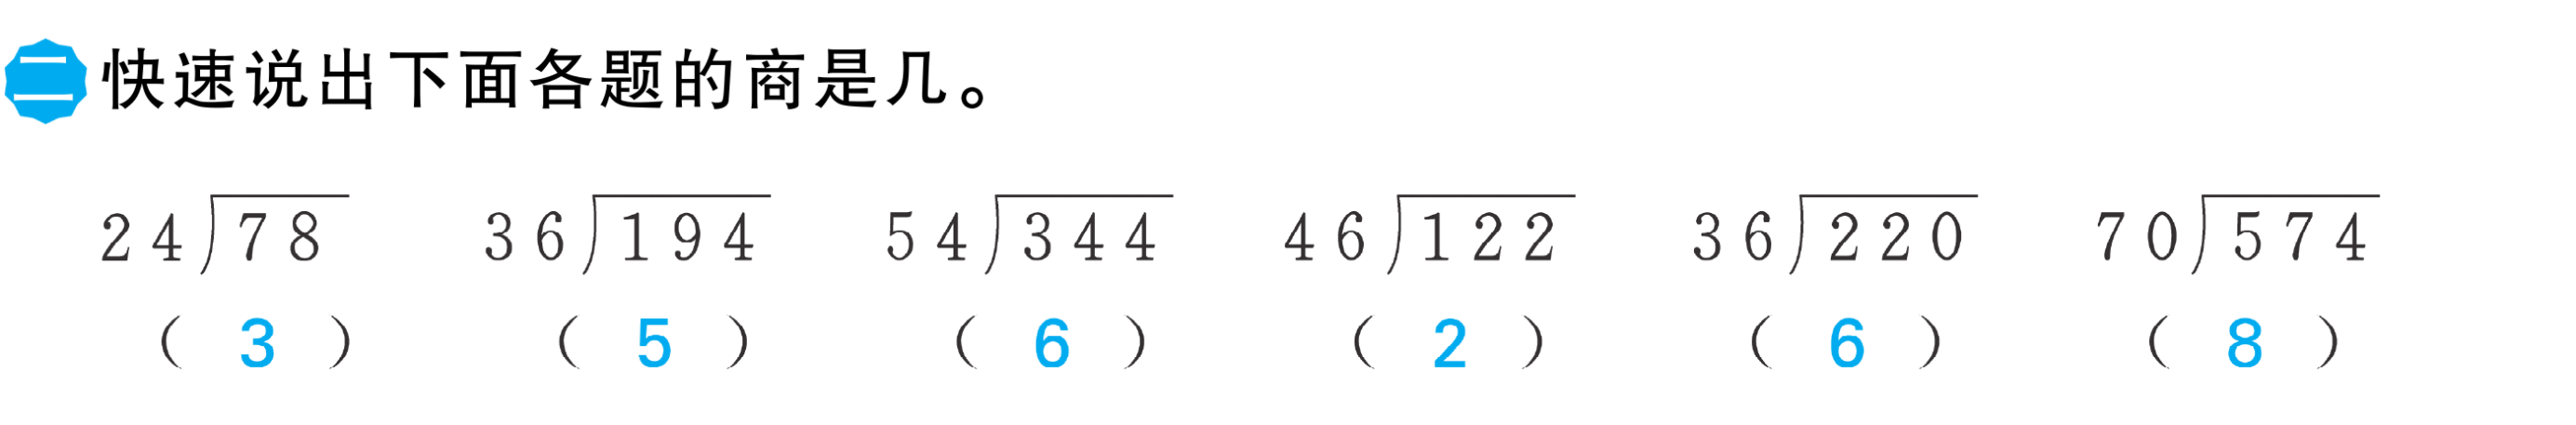 二 快速说出下面各题的商是几。
24)78 36)194 54)344 46)122 36)220 70)574
( 3 ) ( 5 ) ( 6 ) ( 2 ) ( 6 ) ( 8 )